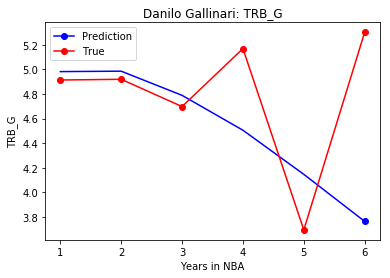 Danilo Gallinari: TRB_G
Prediction
True
5.2
5.0
4.8
4.6
4.4
4.2
4.0
3.8
TRB_G
1 2 3 4 5 6
Years in NBA